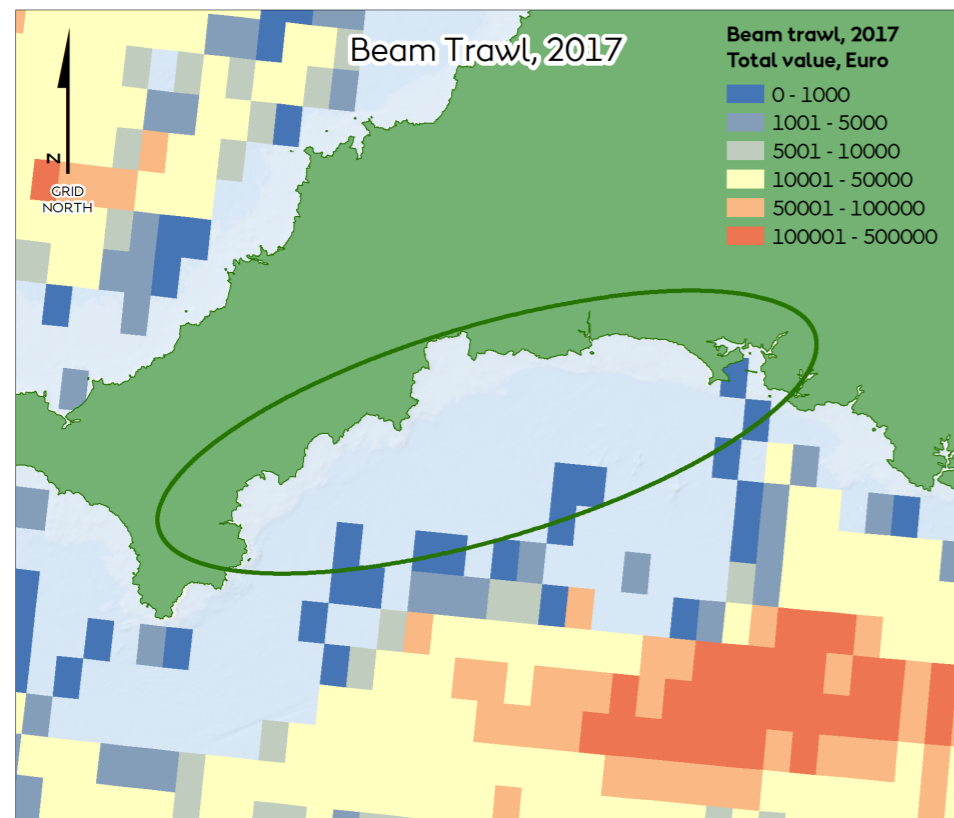 Beam Trawl, 2017
Beam trawl, 2017
Total value, Euro
0 - 1000
1001 - 5000
5001 - 10000
10001 - 50000
50001 - 100000
100001 - 500000
N
GRID
NORTH